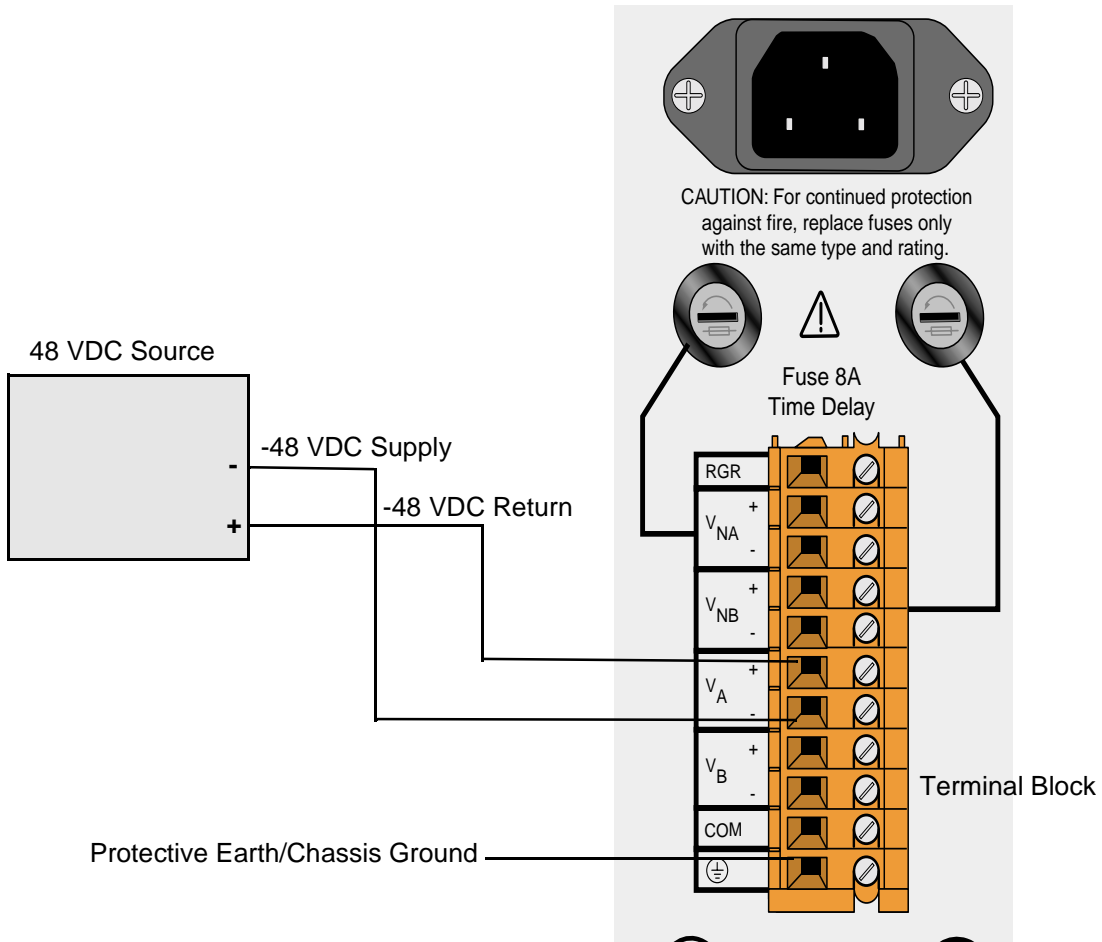 CAUTION: For continued protection
against fire, replace fuses only
with the same type and rating.
48 VDC Source
Fuse 8A
Time Delay
-
-48 VDC Supply
RGR
-48 VDC Return
+
VNA
+
-
VNB
+
-
VA
+
-
VB
+
-
Terminal Block
COM
Protective Earth/Chassis Ground